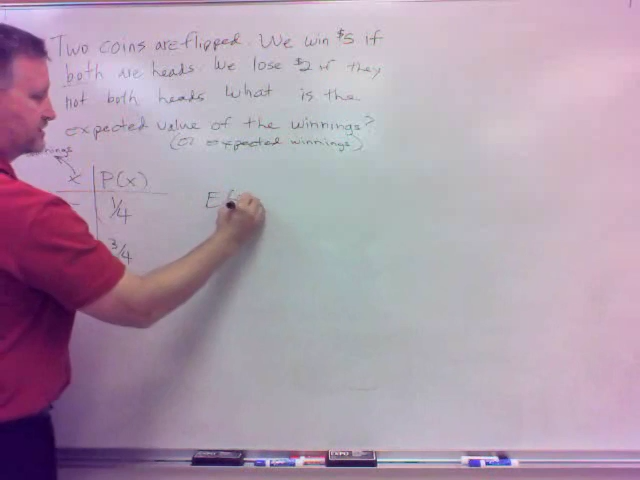 Two coins are flipped. We win $5 if
both are heads. We lose $2 if they
not both heads What is the
expected value of the winnings?
(or expected winnings)
x P(x)
1/4 E(
3/4
EXPO